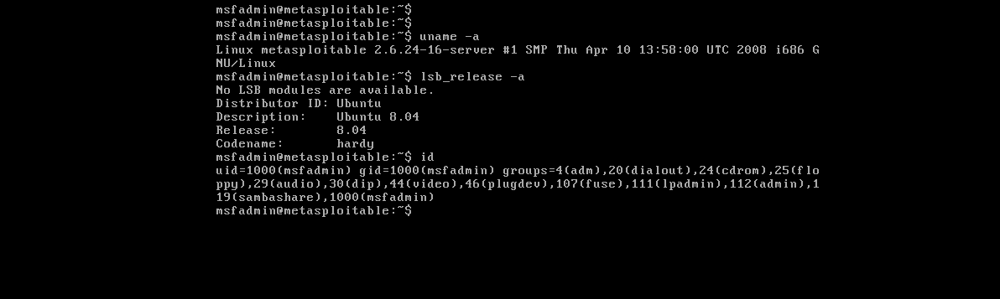 msfadmin@metasploitable:~$
msfadmin@metasploitable:~$
msfadmin@metasploitable:~$ uname -a
Linux metasploitable 2.6.24-16-server #1 SMP Thu Apr 10 13:58:00 UTC 2008 i686 G
NU/Linux
msfadmin@metasploitable:~$ lsb_release -a
No LSB modules are available.
Distributor ID: Ubuntu
Description:    Ubuntu 8.04
Release:        8.04
Codename:       hardy
msfadmin@metasploitable:~$ id
uid=1000(msfadmin) gid=1000(msfadmin) groups=4(adm),20(dialout),24(cdrom),25(flo
ppy),29(audio),30(dip),44(video),46(plugdev),107(fuse),111(lpadmin),112(admin),1
19(sambashare),1000(msfadmin)
msfadmin@metasploitable:~$